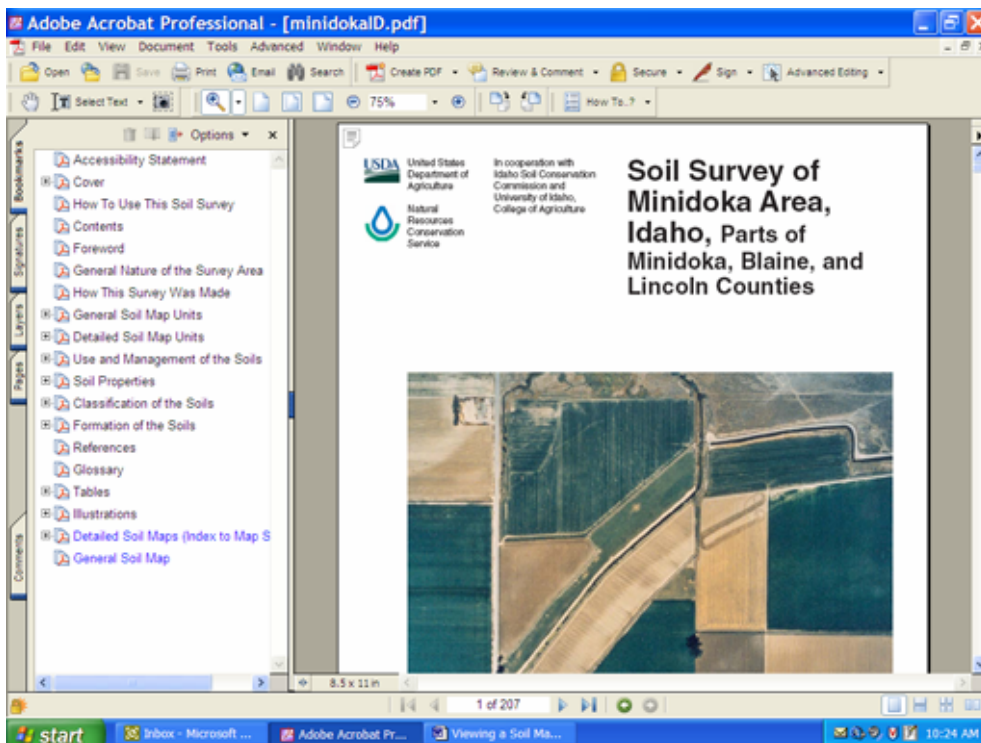 Adobe Acrobat Professional - [minidokaID.pdf]
File Edit View Document Tools Advanced Window Help
Open Save Print Email Search Create PDF Review & Comment Secure Sign Advanced Editing
Select Text 75% How To..?
Options
Bookmarks
Signatures
Layers
Pages
Comments
Accessibility Statement
Cover
How To Use This Soil Survey
Contents
Foreword
General Nature of the Survey Area
How This Survey Was Made
General Soil Map Units
Detailed Soil Map Units
Use and Management of the Soils
Soil Properties
Classification of the Soils
Formation of the Soils
References
Glossary
Tables
Illustrations
Detailed Soil Maps (Index to Map S
General Soil Map
USDA
United States
Department of
Agriculture
Natural
Resources
Conservation
Service
In cooperation with
Idaho Soil Conservation
Commission and
University of Idaho,
College of Agriculture
Soil Survey of
Minidoka Area,
Idaho, Parts of
Minidoka, Blaine, and
Lincoln Counties
8.5 x 11 in
1 of 207
start Inbox - Microsoft ... Adobe Acrobat Pr... Viewing a Soil Ma... 10:24 AM